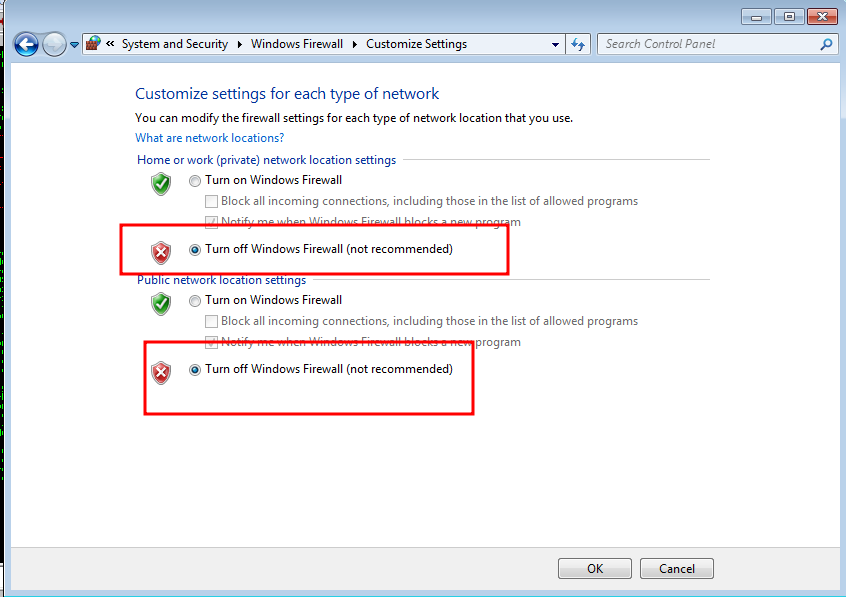 « System and Security ▸ Windows Firewall ▸ Customize Settings
Search Control Panel
Customize settings for each type of network
You can modify the firewall settings for each type of network location that you use.
What are network locations?
Home or work (private) network location settings
Turn on Windows Firewall
Block all incoming connections, including those in the list of allowed programs
Notify me when Windows Firewall blocks a new program
Turn off Windows Firewall (not recommended)
Public network location settings
Turn on Windows Firewall
Block all incoming connections, including those in the list of allowed programs
Notify me when Windows Firewall blocks a new program
Turn off Windows Firewall (not recommended)
OK
Cancel